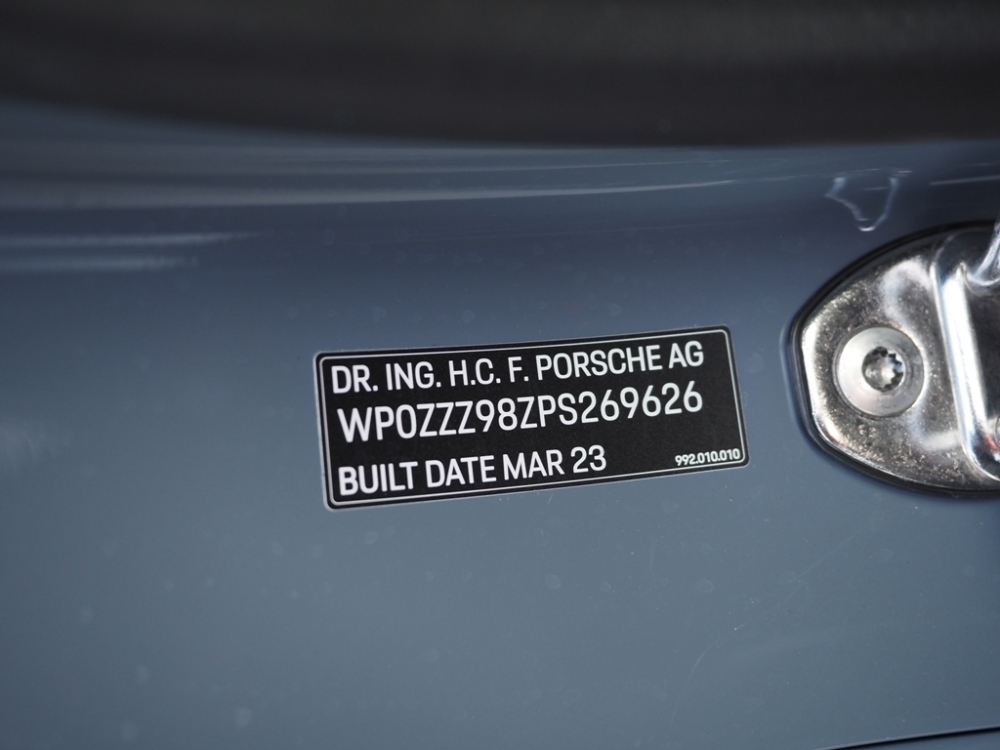 DR. ING. H.C. F. PORSCHE AG
WP0ZZZ98ZPS269626
BUILT DATE MAR 23
992.010.010